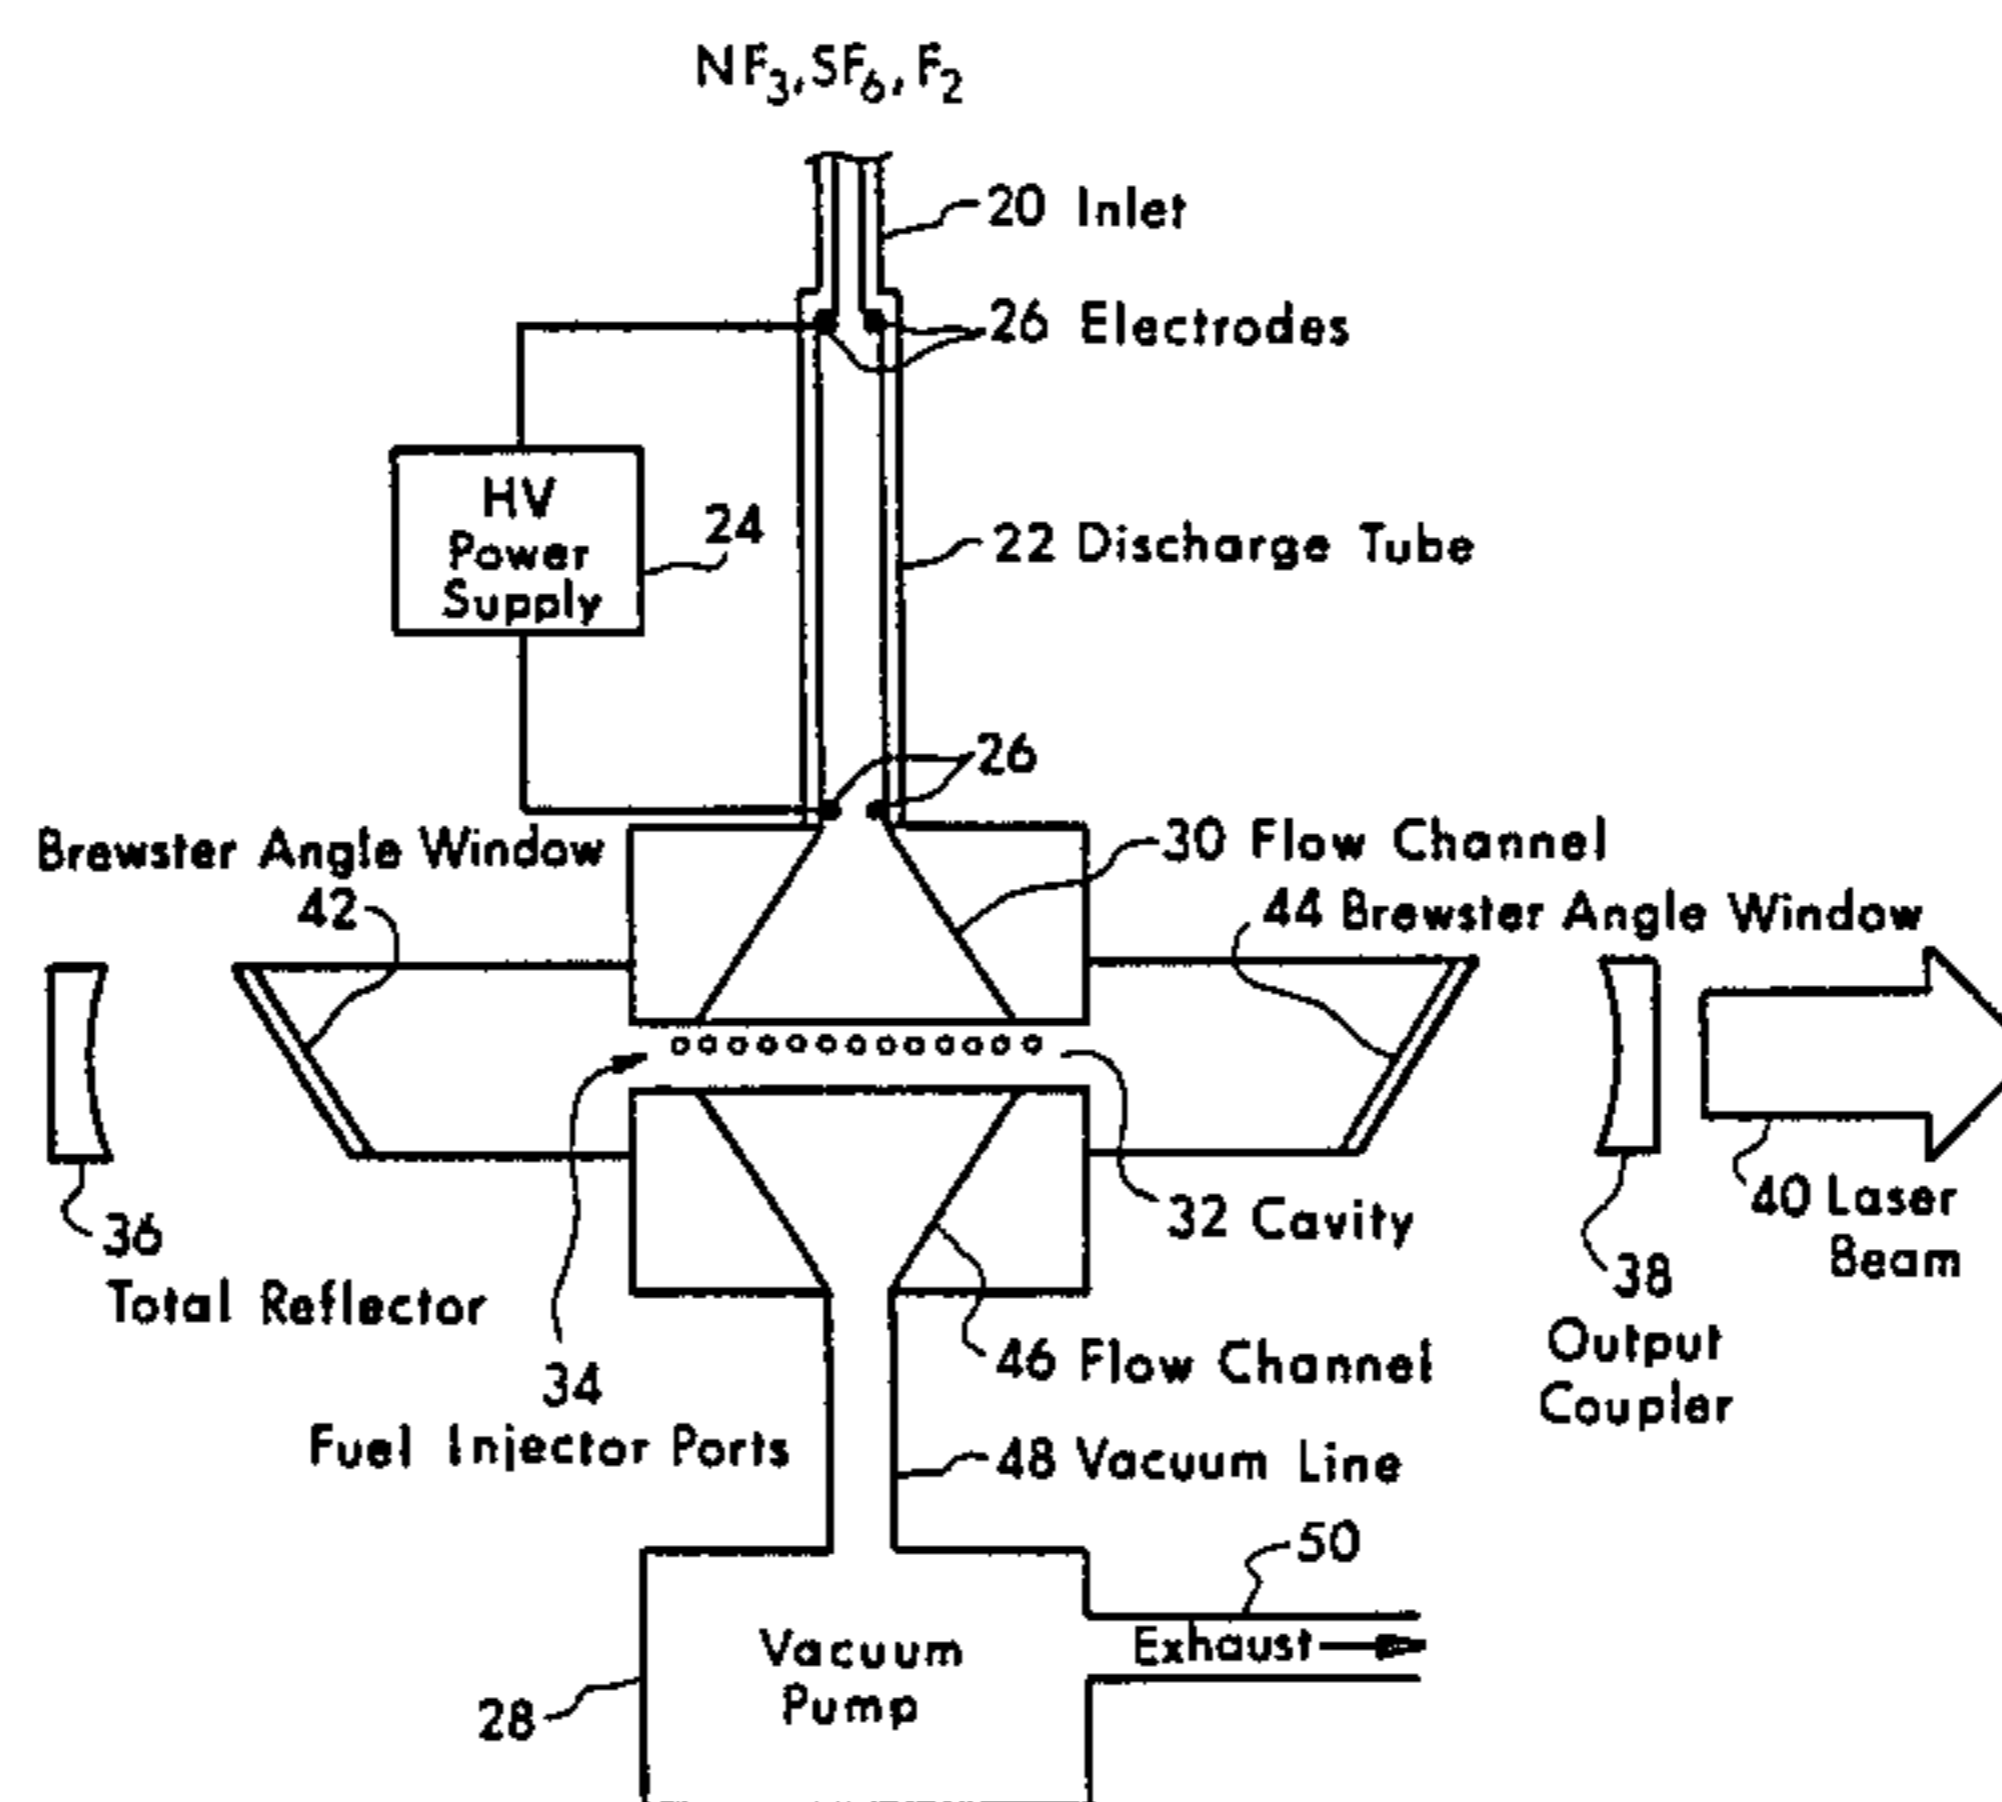 NF3, SF6, F2
20 Inlet
26 Electrodes
HV
Power
Supply
24
22 Discharge Tube
26
Brewster Angle Window
42
30 Flow Channel
44 Brewster Angle Window
36
Total Reflector
34
Fuel Injector Ports
32 Cavity
40 Laser
Beam
38
Output
Coupler
46 Flow Channel
48 Vacuum Line
50
Exhaust
Vacuum
Pump
28